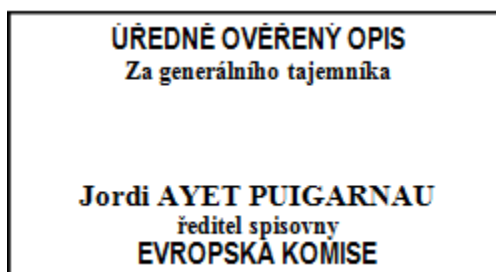 ÚŘEDNĚ OVĚŘENÝ OPIS
Za generálního tajemníka
Jordi AYET PUIGARNAU
ředitel spisovny
EVROPSKÁ KOMISE